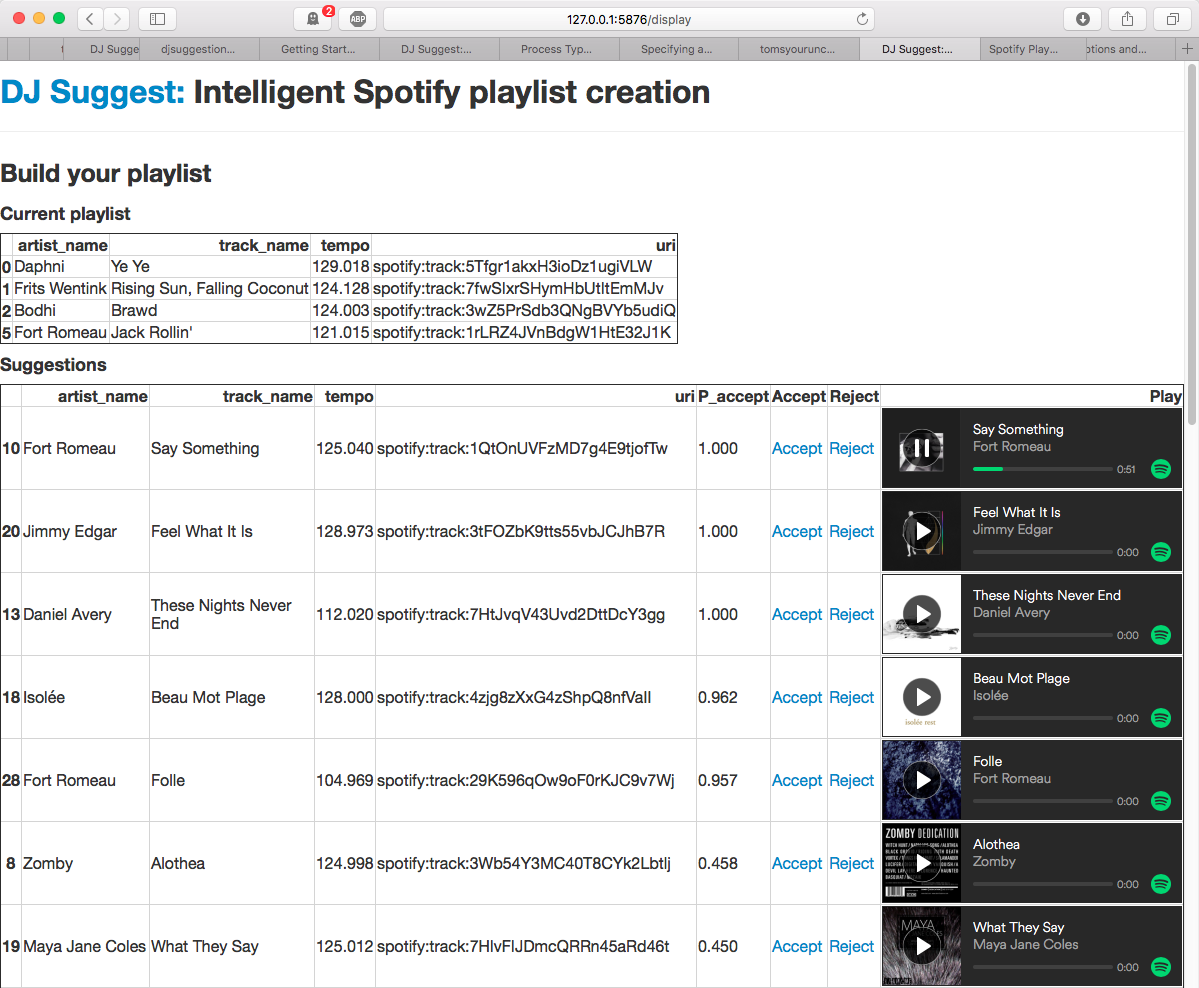 2
ABP
127.0.0.1:5876/display
DJ Sugge
djsuggestion...
Getting Start...
DJ Suggest:...
Process Typ...
Specifying a...
tomsyourunc...
DJ Suggest:...
Spotify Play...
otions and...
DJ Suggest: Intelligent Spotify playlist creation
Build your playlist
Current playlist
artist_name track_name tempo uri
0 Daphni Ye Ye 129.018 spotify:track:5Tfgr1akxH3ioDz1ugiVLW
1 Frits Wentink Rising Sun, Falling Coconut 124.128 spotify:track:7fwSIxrSHymHbUtItEmMJv
2 Bodhi Brawd 124.003 spotify:track:3wZ5PrSdb3QNgBVYb5udiQ
5 Fort Romeau Jack Rollin' 121.015 spotify:track:1rLRZ4JVnBdgW1HtE32J1K
Suggestions
artist_name track_name tempo uri P_accept Accept Reject Play
10 Fort Romeau Say Something 125.040 spotify:track:1QtOnUVFzMD7g4E9tjofTw 1.000 Accept Reject
Say Something
Fort Romeau
0:51
20 Jimmy Edgar Feel What It Is 128.973 spotify:track:3tFOZbK9tts55vbJCJhB7R 1.000 Accept Reject
Feel What It Is
Jimmy Edgar
0:00
13 Daniel Avery These Nights Never End 112.020 spotify:track:7HtJvqV43Uvd2DttDcY3gg 1.000 Accept Reject
These Nights Never End
Daniel Avery
0:00
18 Isolée Beau Mot Plage 128.000 spotify:track:4zjg8zXxG4zShpQ8nfVaII 0.962 Accept Reject
isolée rest
Beau Mot Plage
Isolée
0:00
28 Fort Romeau Folle 104.969 spotify:track:29K596qOw9oF0rKJC9v7Wj 0.957 Accept Reject
Folle
Fort Romeau
0:00
8 Zomby Alothea 124.998 spotify:track:3Wb54Y3MC40T8CYk2Lbtlj 0.458 Accept Reject
ZOMBY DEDICATION
Alothea
Zomby
0:00
19 Maya Jane Coles What They Say 125.012 spotify:track:7HlvFIJDmcQRRn45aRd46t 0.450 Accept Reject
MAYA
What They Say
Maya Jane Coles
0:00